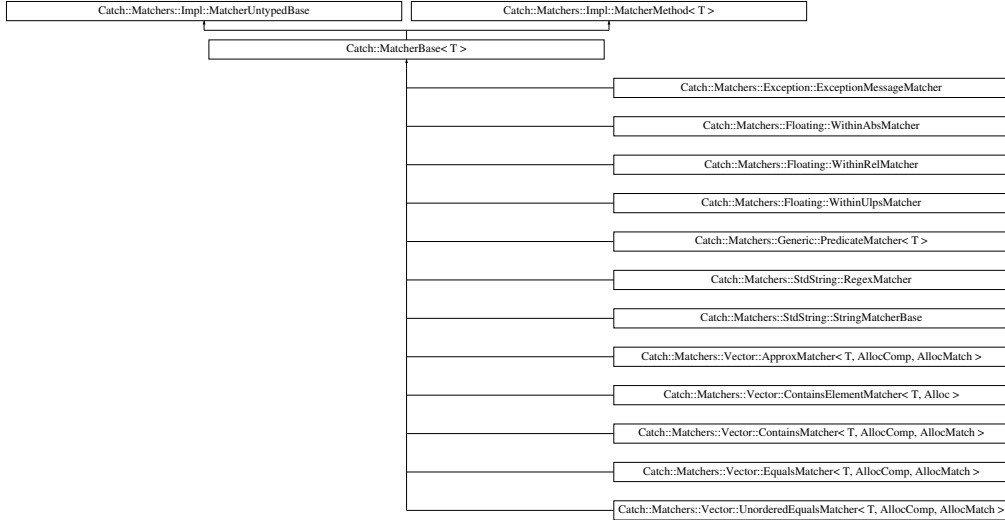 Catch::Matchers::Impl::MatcherUntypedBase
Catch::Matchers::Impl::MatcherMethod< T >
Catch::MatcherBase< T >
Catch::Matchers::Exception::ExceptionMessageMatcher
Catch::Matchers::Floating::WithinAbsMatcher
Catch::Matchers::Floating::WithinRelMatcher
Catch::Matchers::Floating::WithinUlpsMatcher
Catch::Matchers::Generic::PredicateMatcher< T >
Catch::Matchers::StdString::RegexMatcher
Catch::Matchers::StdString::StringMatcherBase
Catch::Matchers::Vector::ApproxMatcher< T, AllocComp, AllocMatch >
Catch::Matchers::Vector::ContainsElementMatcher< T, Alloc >
Catch::Matchers::Vector::ContainsMatcher< T, AllocComp, AllocMatch >
Catch::Matchers::Vector::EqualsMatcher< T, AllocComp, AllocMatch >
Catch::Matchers::Vector::UnorderedEqualsMatcher< T, AllocComp, AllocMatch >